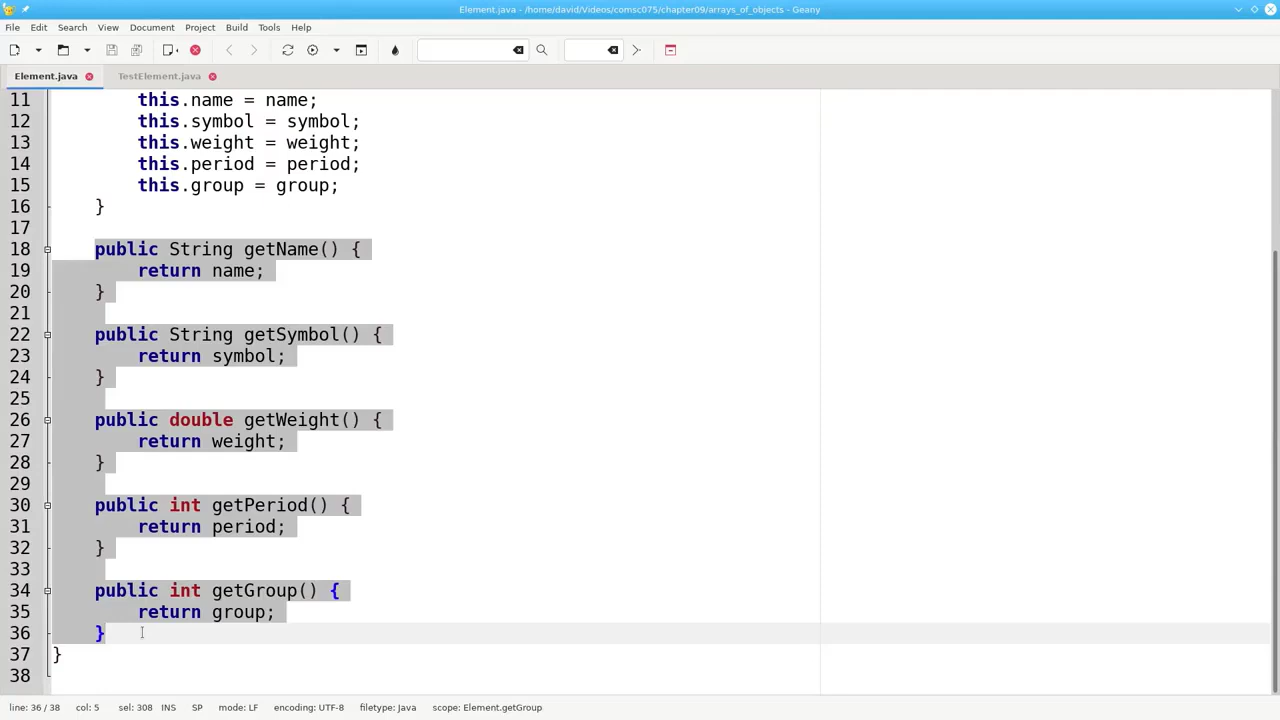 Element.java - /home/david/Videos/comsc075/chapter09/arrays_of_objects - Geany
File Edit Search View Project Document Build Tools Help
Element.java TestElement.java
11 this.name = name;
12 this.symbol = symbol;
13 this.weight = weight;
14 this.period = period;
15 this.group = group;
16 }
17
18 public String getName() {
19 return name;
20 }
21
22 public String getSymbol() {
23 return symbol;
24 }
25
26 public double getWeight() {
27 return weight;
28 }
29
30 public int getPeriod() {
31 return period;
32 }
33
34 public int getGroup() {
35 return group;
36 }
37 }
38
line: 36 / 38 col: 5 sel: 308 INS SP mode: LF encoding: UTF-8 filetype: Java scope: Element.getGroup